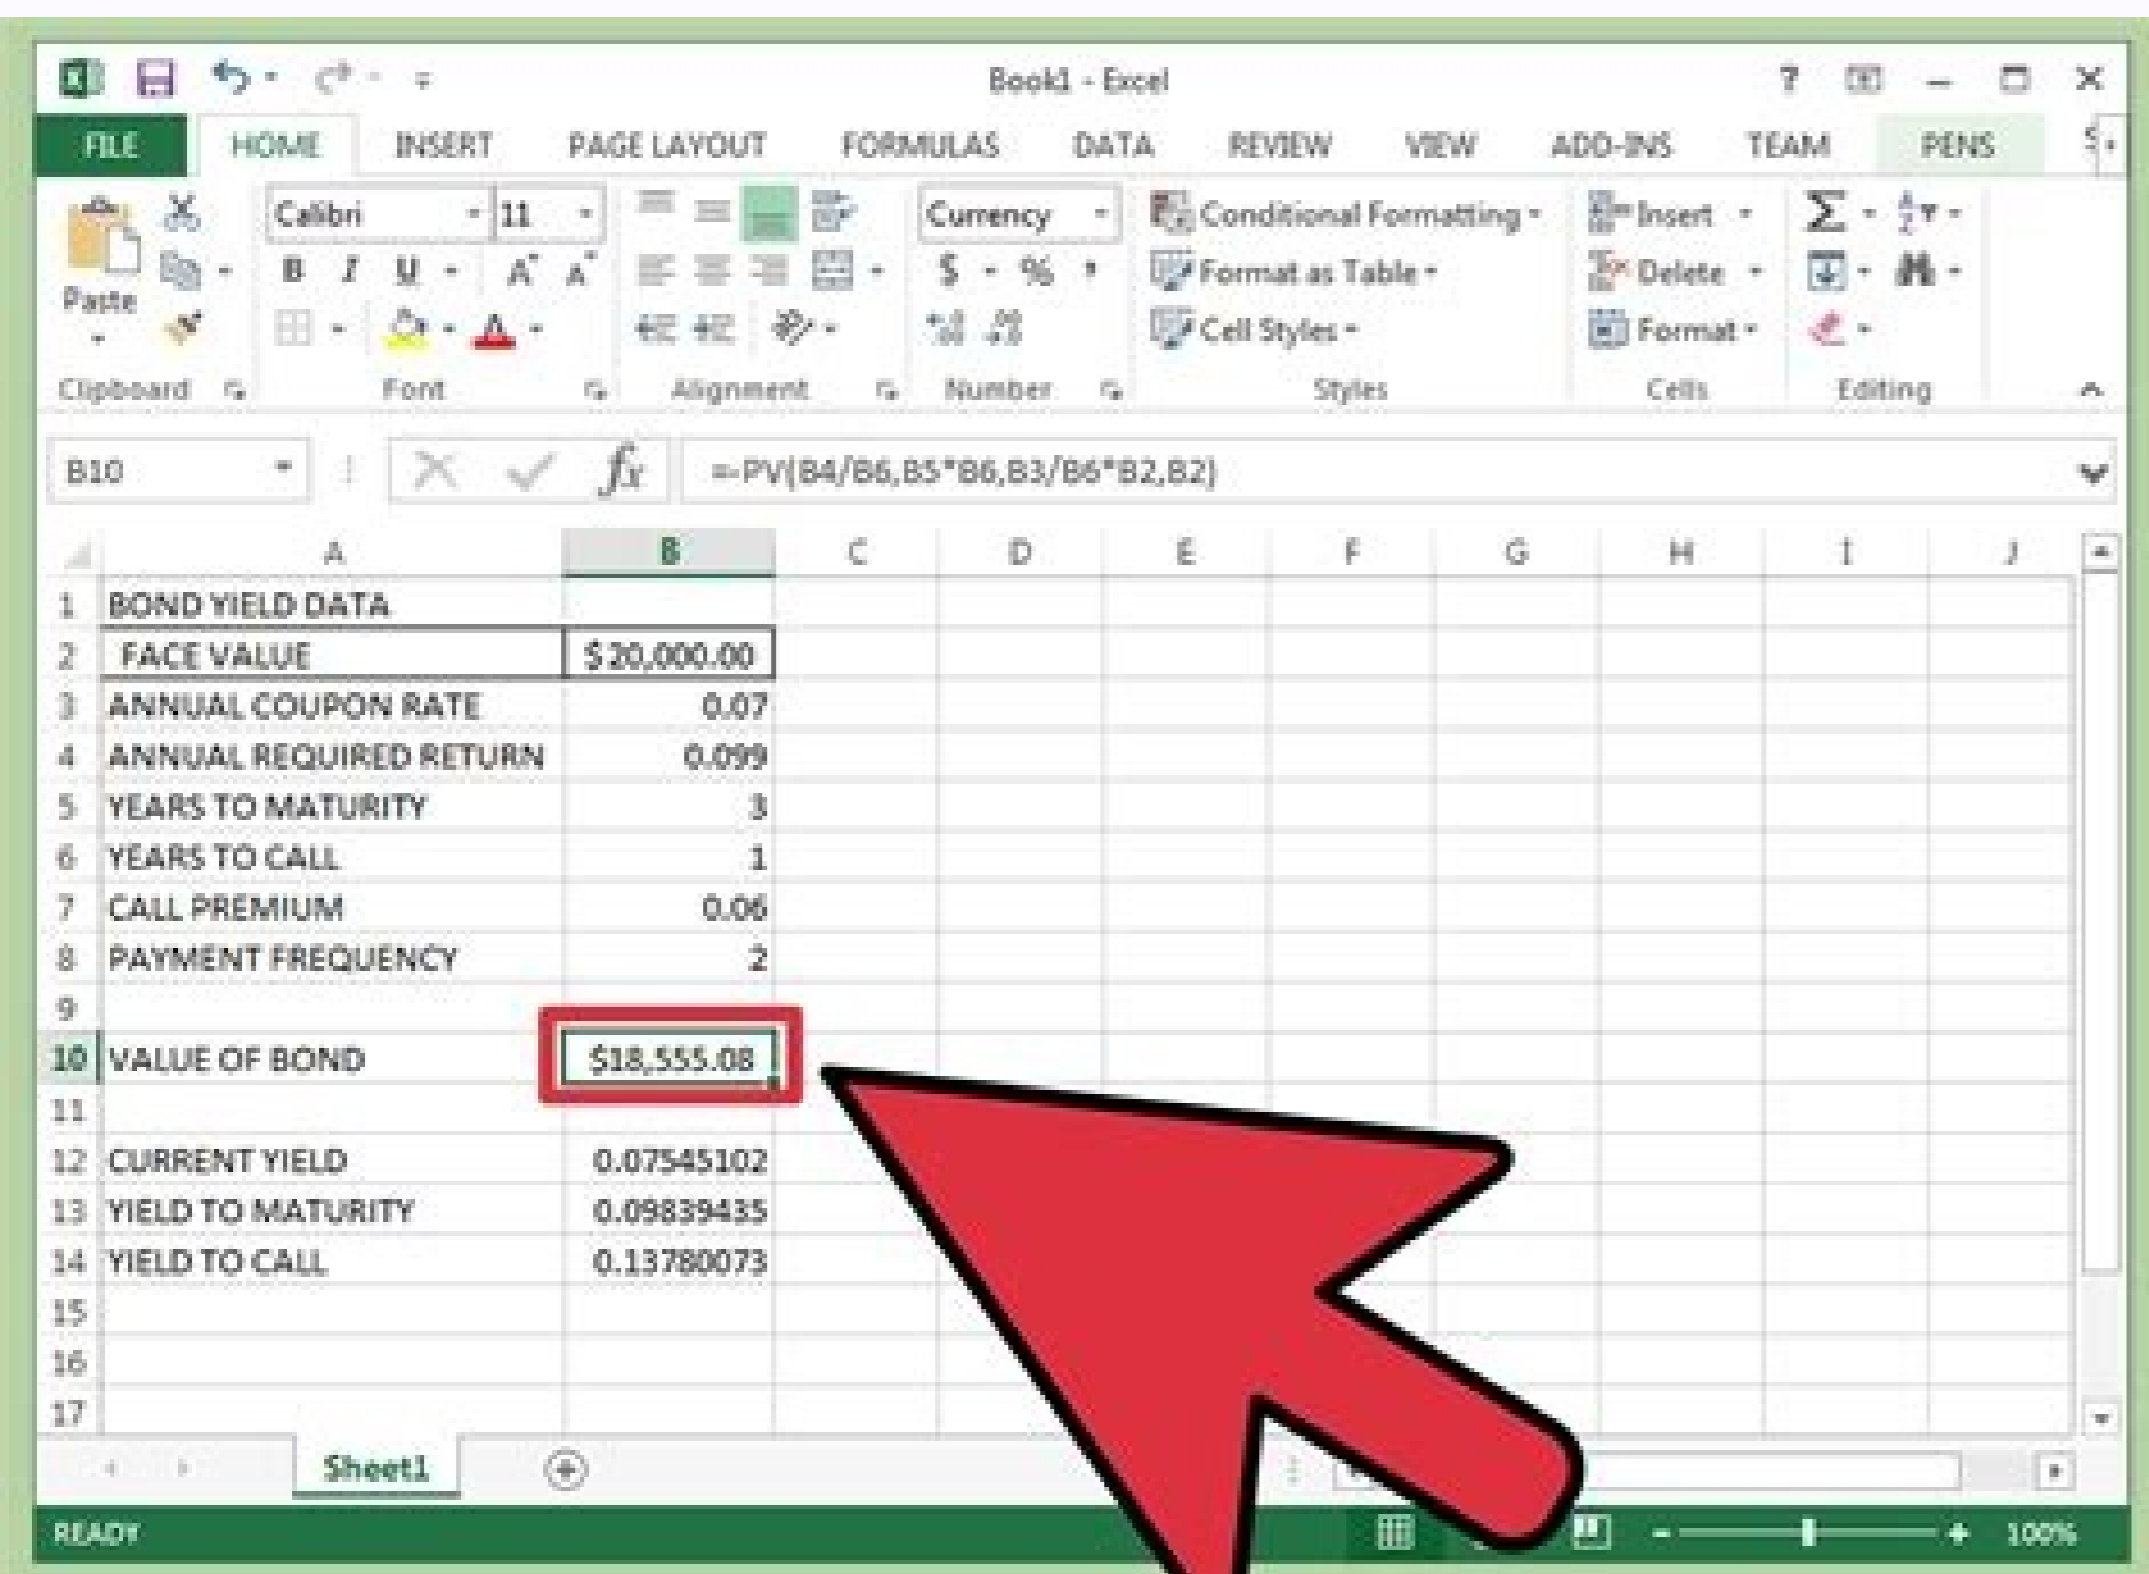 Book1 - Excel
FILE HOME INSERT PAGE LAYOUT FORMULAS DATA REVIEW VIEW ADD-INS TEAM PENS S
Calibri 11 Currency Conditional Formatting Insert
Paste B I U A A $ % , Format as Table Delete
Cell Styles Format
Clipboard Font Alignment Number Styles Cells Editing
B10 fx =-PV(B4/B6,B5*B6,B3/B6*B2,B2)
A B C D E F G H I J
1 BOND YIELD DATA
2 FACE VALUE $20,000.00
3 ANNUAL COUPON RATE 0.07
4 ANNUAL REQUIRED RETURN 0.099
5 YEARS TO MATURITY 3
6 YEARS TO CALL 1
7 CALL PREMIUM 0.06
8 PAYMENT FREQUENCY 2
9
10 VALUE OF BOND $18,555.08
11
12 CURRENT YIELD 0.07545102
13 YIELD TO MATURITY 0.09839435
14 YIELD TO CALL 0.13780073
15
16
17
Sheet1
READY 100%